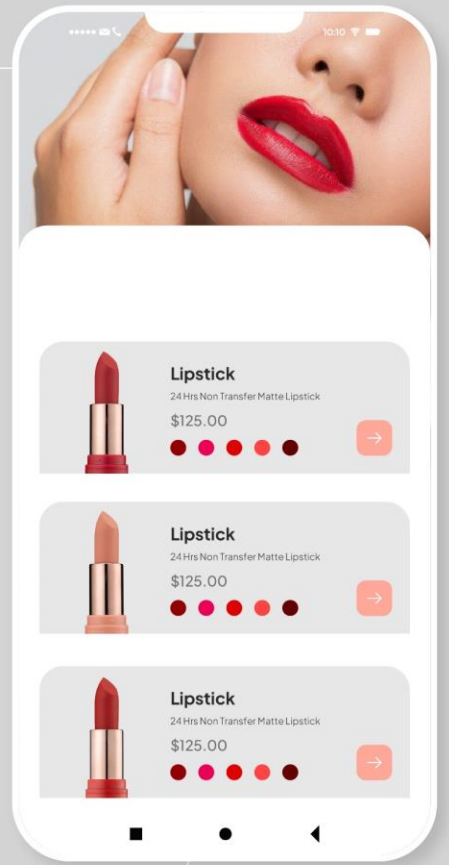 10:10
Lipstick
24 Hrs Non Transfer Matte Lipstick
$125.00
Lipstick
24 Hrs Non Transfer Matte Lipstick
$125.00
Lipstick
24 Hrs Non Transfer Matte Lipstick
$125.00